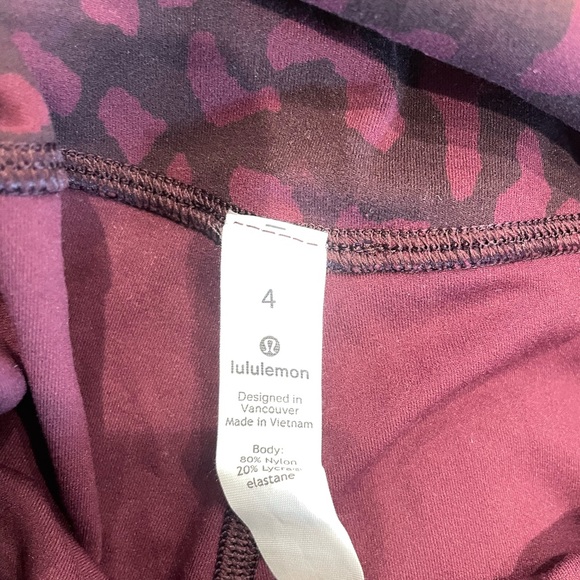 4
lululemon
Designed in
Vancouver
Made in Vietnam
Body:
80% Nylon
20% Lycra®
elastane